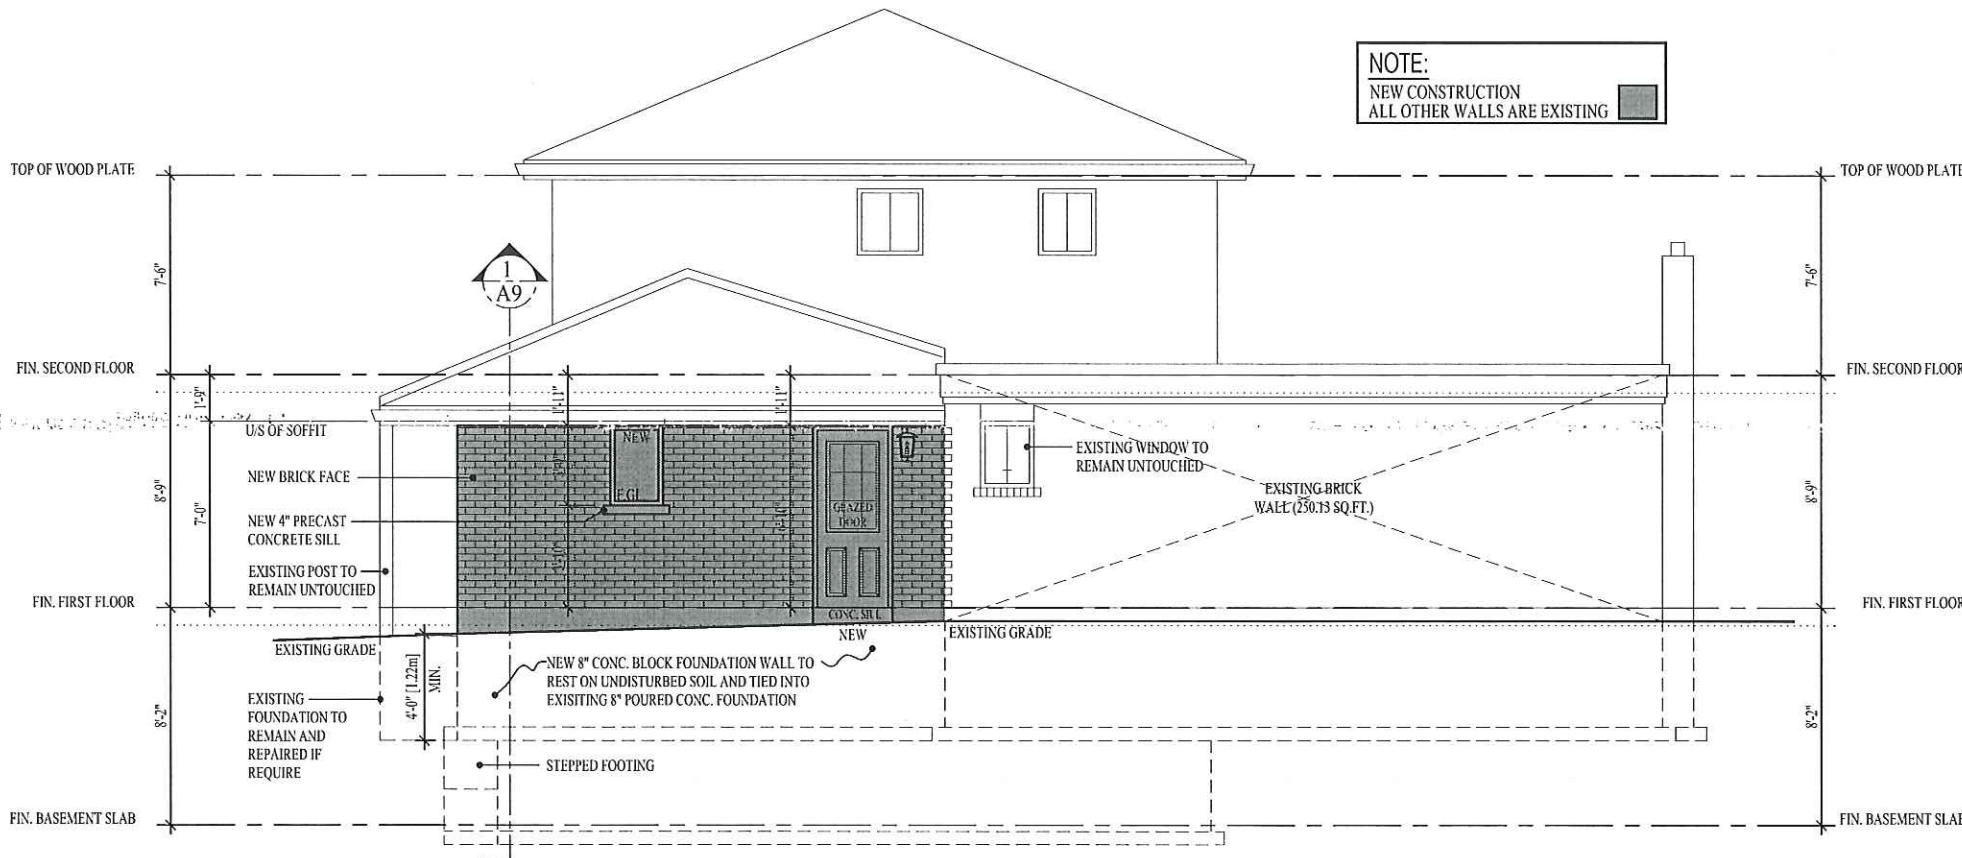 NOTE:
NEW CONSTRUCTION
ALL OTHER WALLS ARE EXISTING
TOP OF WOOD PLATE
TOP OF WOOD PLATE
7'-6"
7'-6"
1
A9
FIN. SECOND FLOOR
FIN. SECOND FLOOR
1'-9"
1'-11"
1'-11"
U/S OF SOFFIT
NEW
NEW BRICK FACE
EXISTING WINDOW TO
REMAIN UNTOUCHED
8'-9"
7'-0"
8'-9"
NEW 4" PRECAST
CONCRETE SILL
GLAZED
DOOR
EXISTING BRICK
WALL (250.13 SQ.FT.)
EXISTING POST TO
REMAIN UNTOUCHED
FIN. FIRST FLOOR
FIN. FIRST FLOOR
CONC. SILL
NEW
EXISTING GRADE
EXISTING GRADE
4'-0" [1.22m]
MIN.
NEW 8" CONC. BLOCK FOUNDATION WALL TO
REST ON UNDISTURBED SOIL AND TIED INTO
EXISITING 8" POURED CONC. FOUNDATION
EXISTING
FOUNDATION TO
REMAIN AND
REPAIRED IF
REQUIRE
8'-2"
8'-2"
STEPPED FOOTING
FIN. BASEMENT SLAB
FIN. BASEMENT SLAB